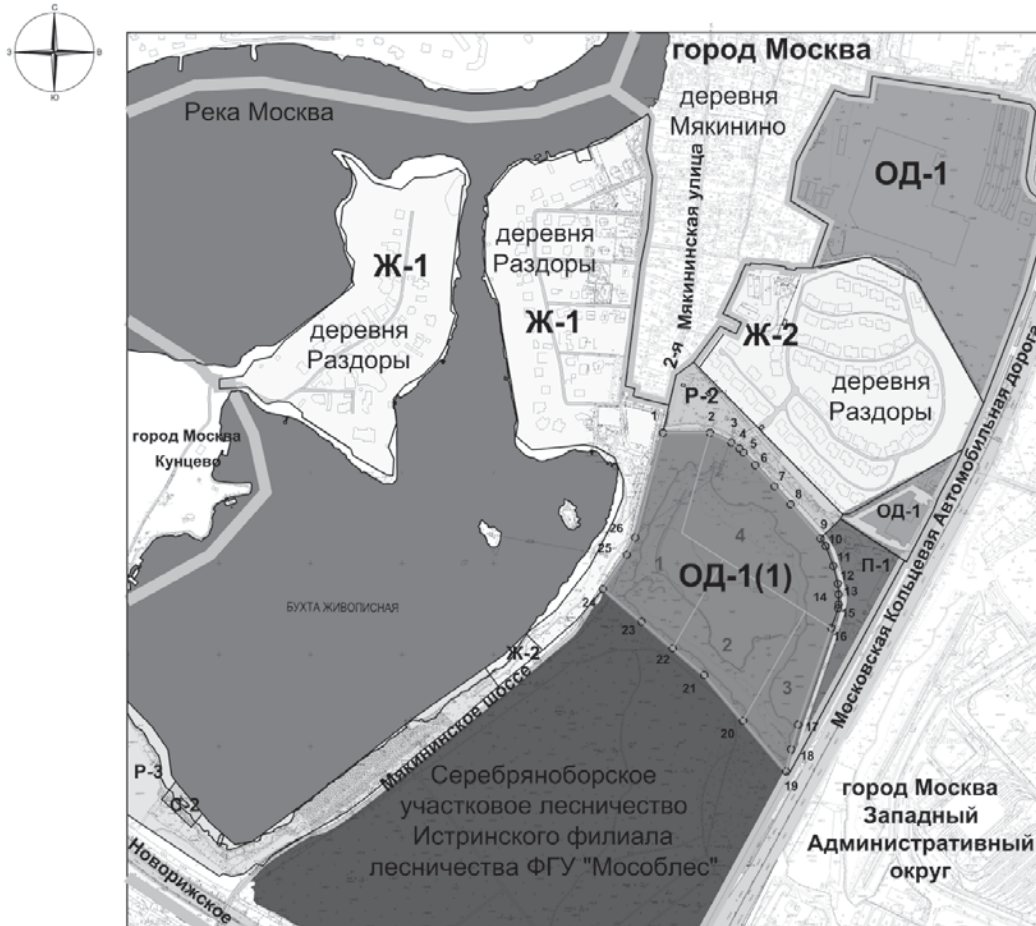 С
З
В
Ю
город Москва
деревня
Мякинино
Река Москва
2-я Мякининская улица
ОД-1
деревня
Раздоры
Ж-1
Ж-1
деревня
Раздоры
Ж-2
деревня
Раздоры
Р-2
город Москва
Кунцево
1
2
3
4
5
6
7
8
9
10
11
12
13
14
15
16
17
18
19
20
21
22
23
24
25
26
ОД-1
П-1
1
4
ОД-1(1)
2
3
БУХТА ЖИВОПИСНАЯ
Ж-2
Мякининское шоссе
Московская Кольцевая Автомобильная дорога
Р-3
О-2
Новорижское
Серебряноборское
участковое лесничество
Истринского филиала
лесничества ФГУ "Мособлес"
город Москва
Западный
Административный
округ